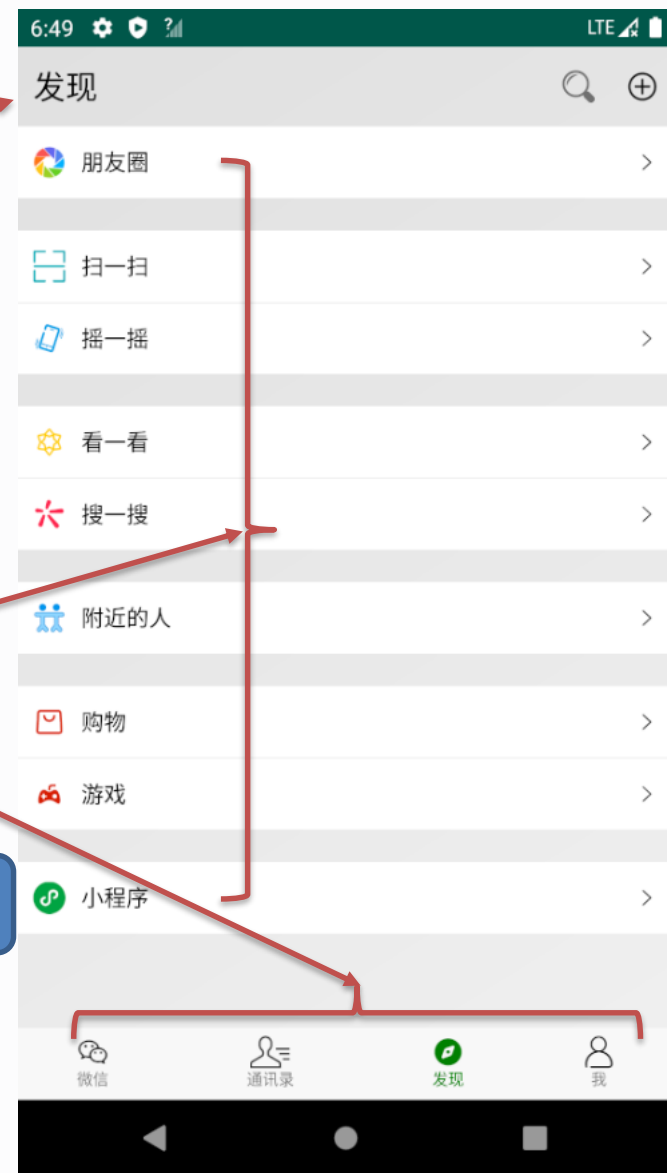 6:49 LTE
发现
朋友圈
扫一扫
摇一摇
看一看
搜一搜
附近的人
购物
游戏
小程序
微信 通讯录 发现 我